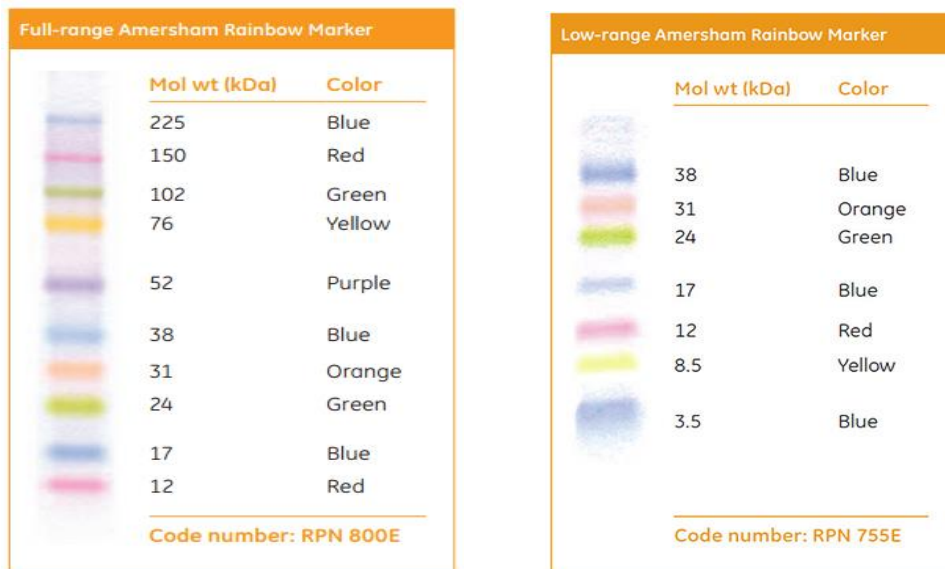 Full-range Amersham Rainbow Marker
Mol wt (kDa) Color
225 Blue
150 Red
102 Green
76 Yellow
52 Purple
38 Blue
31 Orange
24 Green
17 Blue
12 Red
Code number: RPN 800E
Low-range Amersham Rainbow Marker
Mol wt (kDa) Color
38 Blue
31 Orange
24 Green
17 Blue
12 Red
8.5 Yellow
3.5 Blue
Code number: RPN 755E